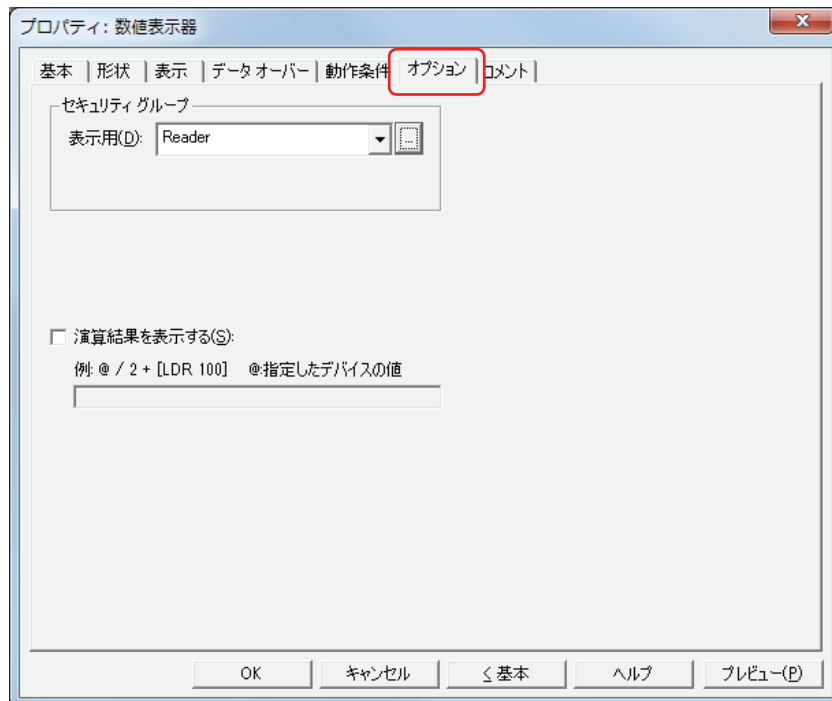 プロパティ: 数値表示器
基本 形状 表示 データ オーバー 動作条件 オプション コメント
セキュリティ グループ
表示用(D): Reader ...
演算結果を表示する(S):
例: @ / 2 + [LDR 100] @:指定したデバイスの値
OK キャンセル < 基本 ヘルプ プレビュー(P)